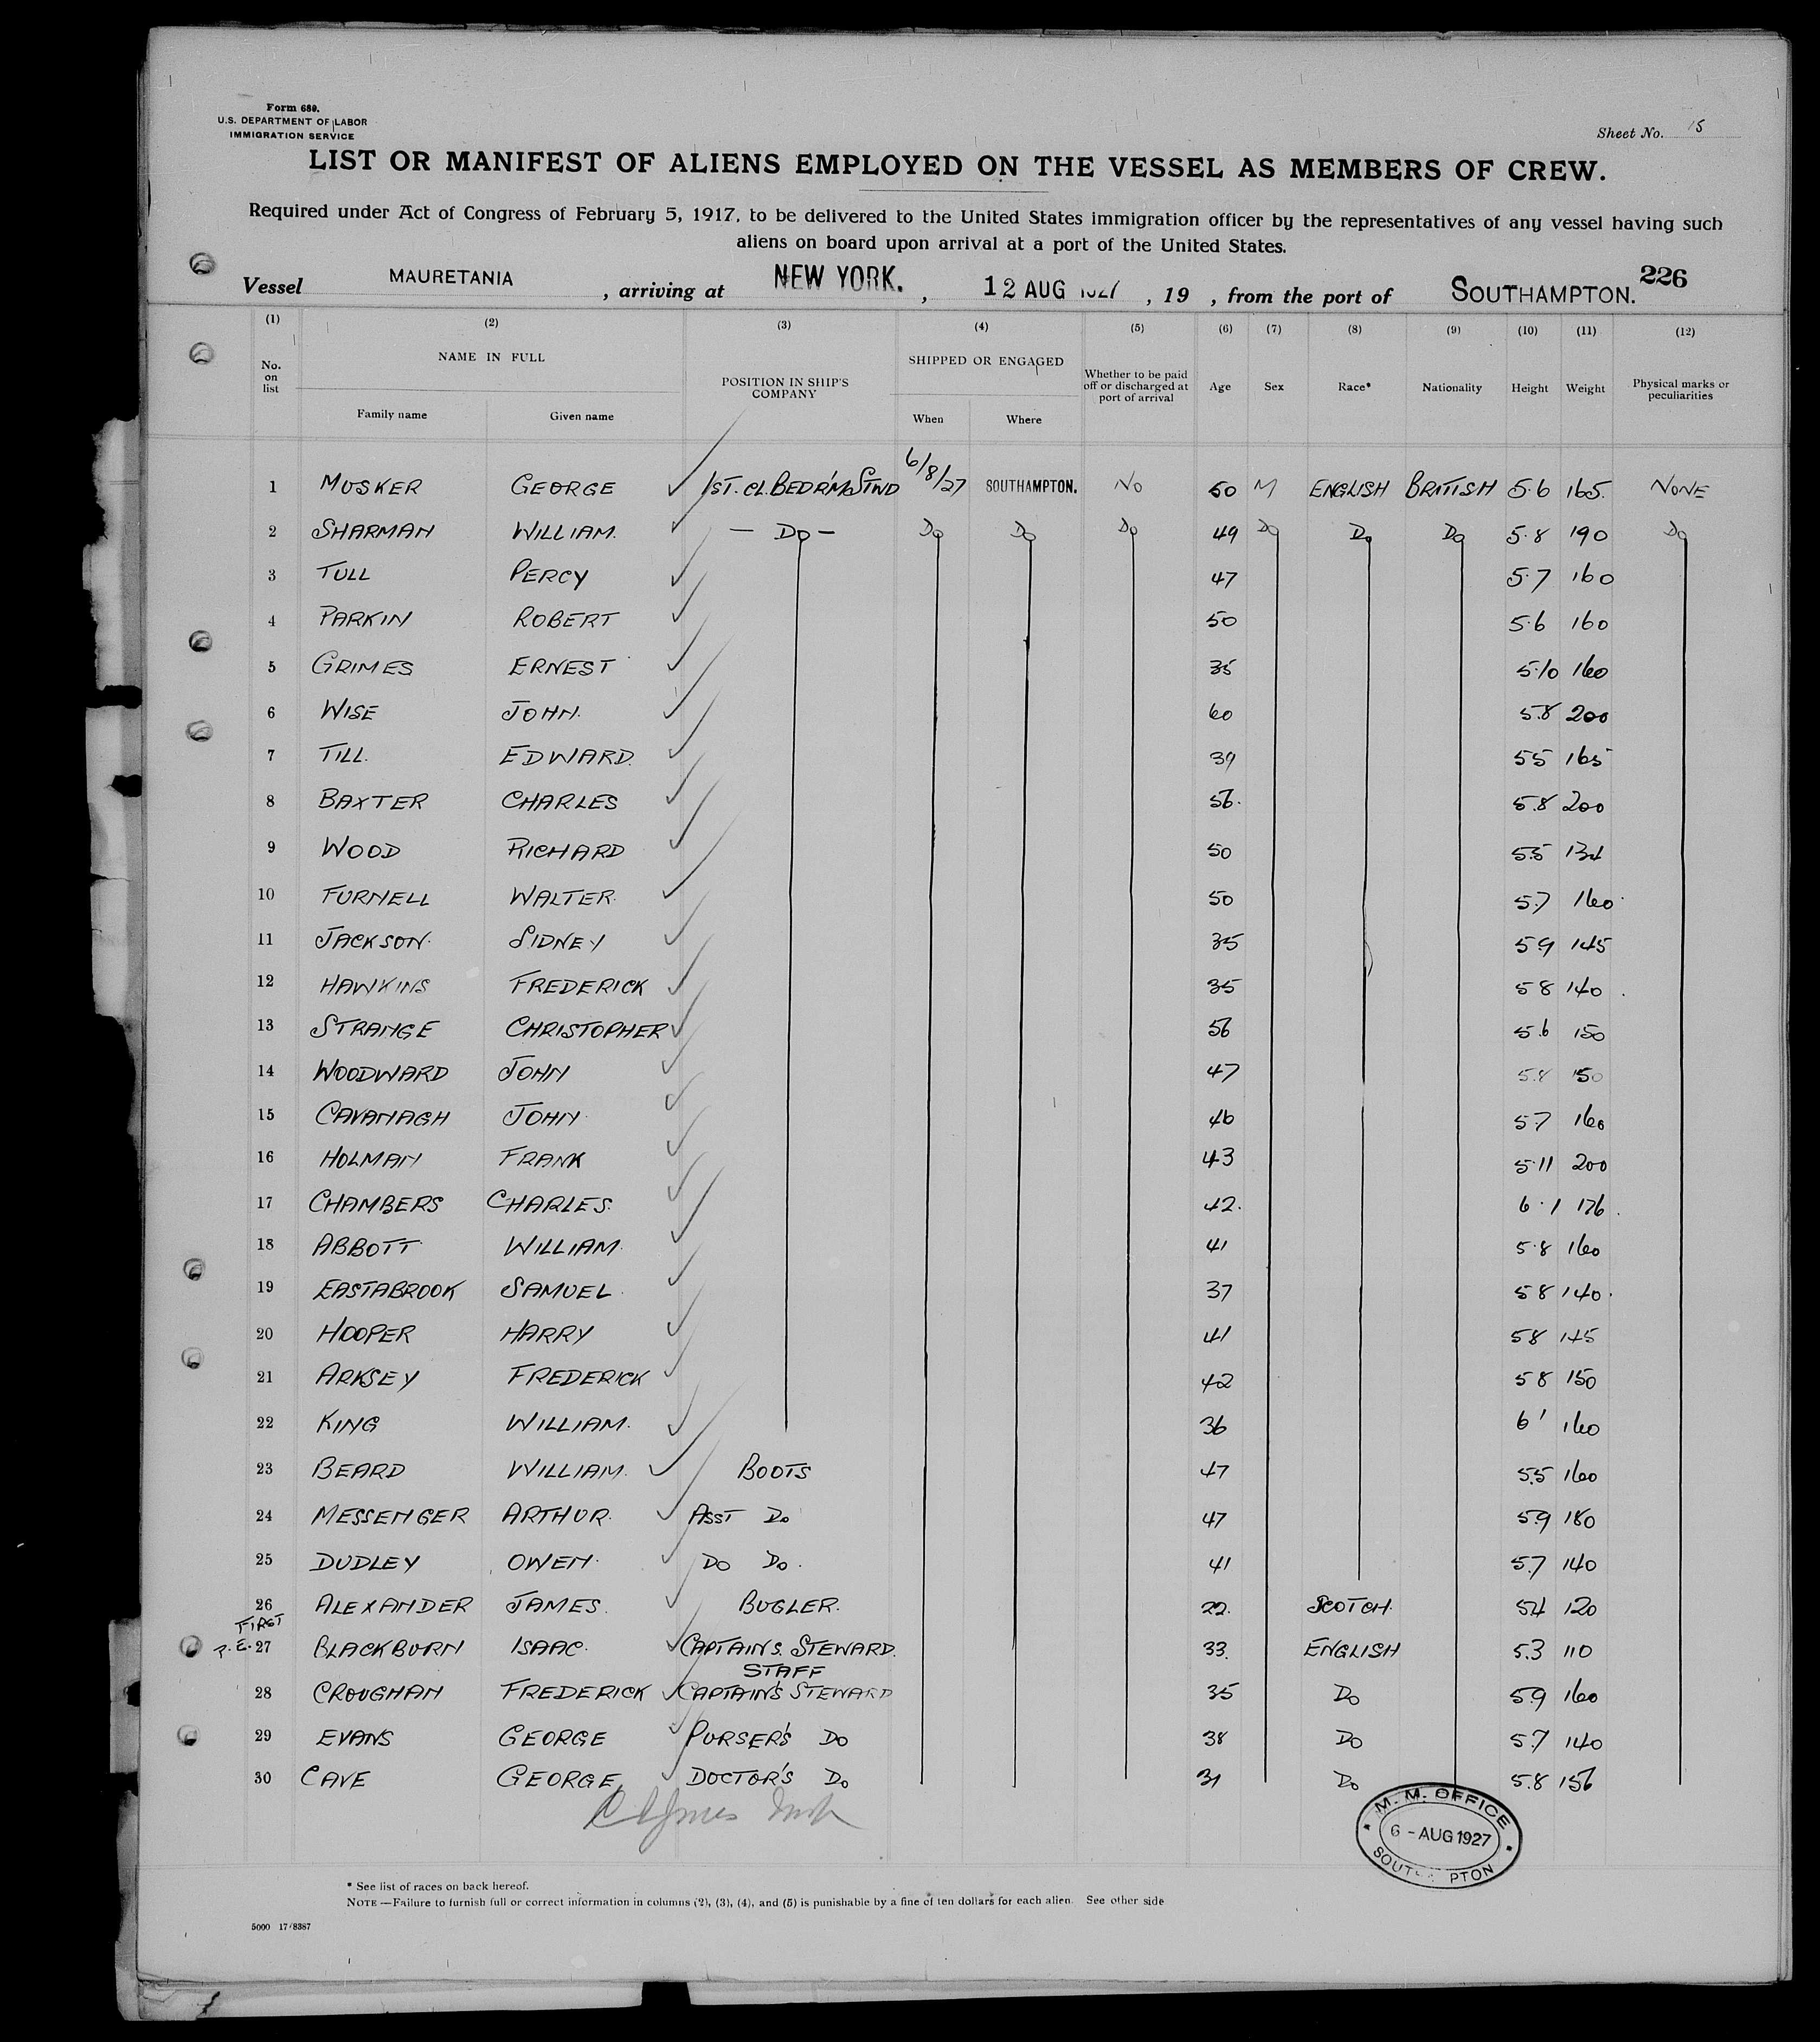 Form 689.
U.S. DEPARTMENT OF LABOR
IMMIGRATION SERVICE
Sheet No. 15
LIST OR MANIFEST OF ALIENS EMPLOYED ON THE VESSEL AS MEMBERS OF CREW.
Required under Act of Congress of February 5, 1917, to be delivered to the United States immigration officer by the representatives of any vessel having such
aliens on board upon arrival at a port of the United States.
226
Vessel MAURETANIA , arriving at NEW YORK. , 12 AUG 1927 , 19 , from the port of SOUTHAMPTON.
(1) (2) (3) (4) (5) (6) (7) (8) (9) (10) (11) (12)
No. on list NAME IN FULL POSITION IN SHIP'S COMPANY SHIPPED OR ENGAGED Whether to be paid off or discharged at port of arrival Age Sex Race* Nationality Height Weight Physical marks or peculiarities
Family name Given name When Where
1 MUSKER GEORGE 1ST. CL. BEDR'M STWD 6/8/27 SOUTHAMPTON. NO 50 M ENGLISH BRITISH 5.6 165. NONE
2 SHARMAN WILLIAM. — DO — DO DO DO 49 DO DO DO 5.8 190 DO
3 TULL PERCY 47 5.7 160
4 PARKIN ROBERT 50 5.6 160
5 GRIMES ERNEST 35 5.10 160
6 WISE JOHN. 60 5.8 200
7 TILL. EDWARD. 39 55 165
8 BAXTER CHARLES 56. 5.8 200
9 WOOD RICHARD 50 5.5 134
10 FURNELL WALTER. 50 5.7 160
11 JACKSON. SIDNEY 35 59 145
12 HAWKINS FREDERICK 35 58 140
13 STRANGE CHRISTOPHER 56 5.6 150
14 WOODWARD JOHN 47 5.8 150
15 CAVANAGH JOHN 46 57 160
16 HOLMAN FRANK 43 5.11 200
17 CHAMBERS CHARLES. 42. 6.1 176.
18 ABBOTT WILLIAM. 41 5.8 160
19 EASTABROOK SAMUEL. 37 58 140.
20 HOOPER HARRY 41 58 145
21 ARKSEY FREDERICK 42 58 150
22 KING WILLIAM. 36 6' 160
23 BEARD WILLIAM. BOOTS 47 5.5 160
24 MESSENGER ARTHUR. ASST DO 47 5.9 180
25 DUDLEY OWEN. DO DO. 41 5.7 140
26 ALEXANDER JAMES. BUGLER. 22. SCOTCH. 54 120
FIRST
P.E. 27 BLACKBURN ISAAC. CAPTAINS. STEWARD. 33. ENGLISH 5.3 110
STAFF
28 CROUGHAN FREDERICK CAPTAIN'S STEWARD 35 DO 5.9 160
29 EVANS GEORGE PURSER'S DO 38 DO 5.7 140
30 CAVE GEORGE DOCTOR'S DO 31 DO 5.8 156
M. M. OFFICE
6 - AUG 1927
* See list of races on back hereof.
NOTE —Failure to furnish full or correct information in columns (2), (3), (4), and (5) is punishable by a fine of ten dollars for each alien. See other side
5000 17/8387